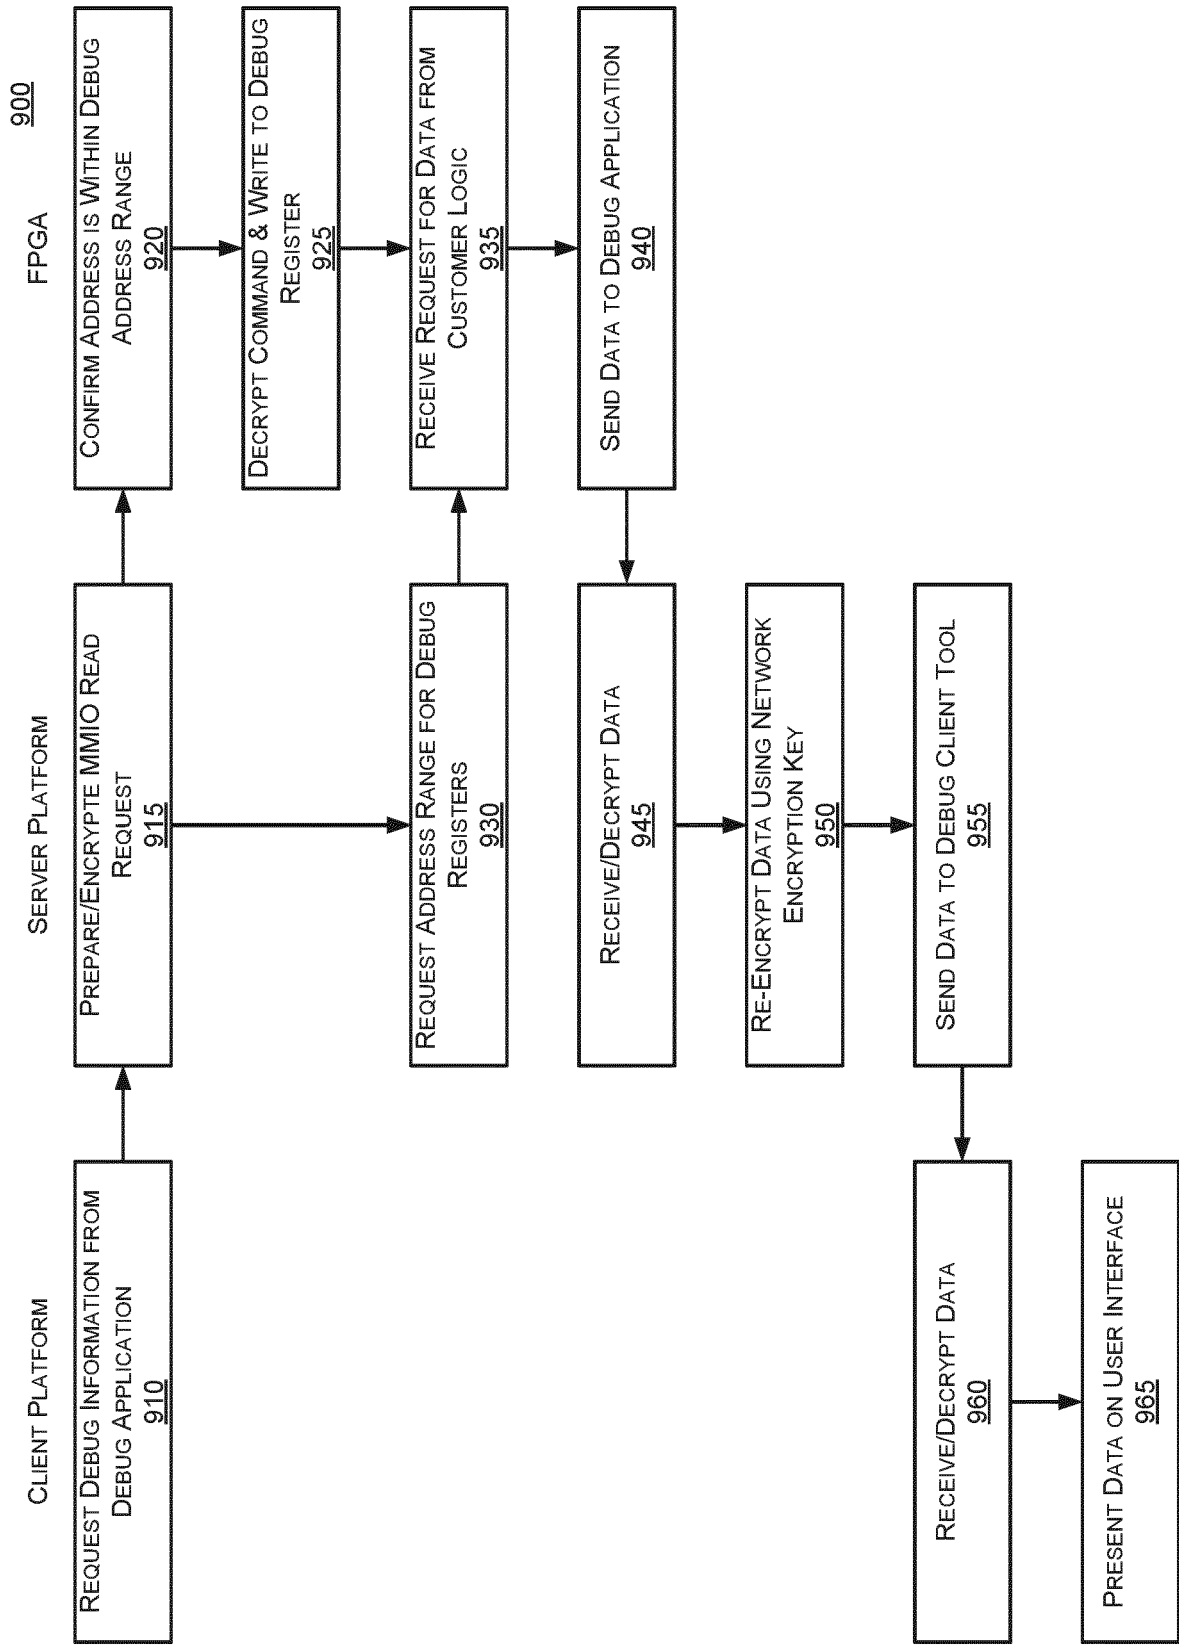 900
CLIENT PLATFORM
SERVER PLATFORM
FPGA
REQUEST DEBUG INFORMATION FROM
DEBUG APPLICATION
910
PREPARE/ENCRYPTE MMIO READ
REQUEST
915
CONFIRM ADDRESS IS WITHIN DEBUG
ADDRESS RANGE
920
DECRYPT COMMAND & WRITE TO DEBUG
REGISTER
925
REQUEST ADDRESS RANGE FOR DEBUG
REGISTERS
930
RECEIVE REQUEST FOR DATA FROM
CUSTOMER LOGIC
935
SEND DATA TO DEBUG APPLICATION
940
RECEIVE/DECRYPT DATA
945
RE-ENCRYPT DATA USING NETWORK
ENCRYPTION KEY
950
SEND DATA TO DEBUG CLIENT TOOL
955
RECEIVE/DECRYPT DATA
960
PRESENT DATA ON USER INTERFACE
965